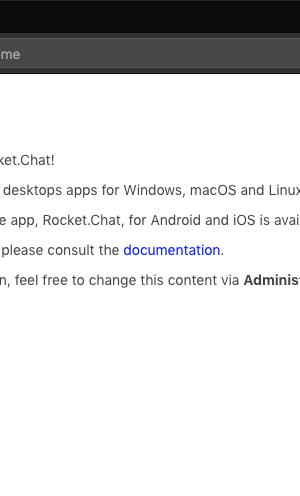 ome
ket.Chat!
desktops apps for Windows, macOS and Linux
e app, Rocket.Chat, for Android and iOS is avai
please consult the documentation.
n, feel free to change this content via Adminis